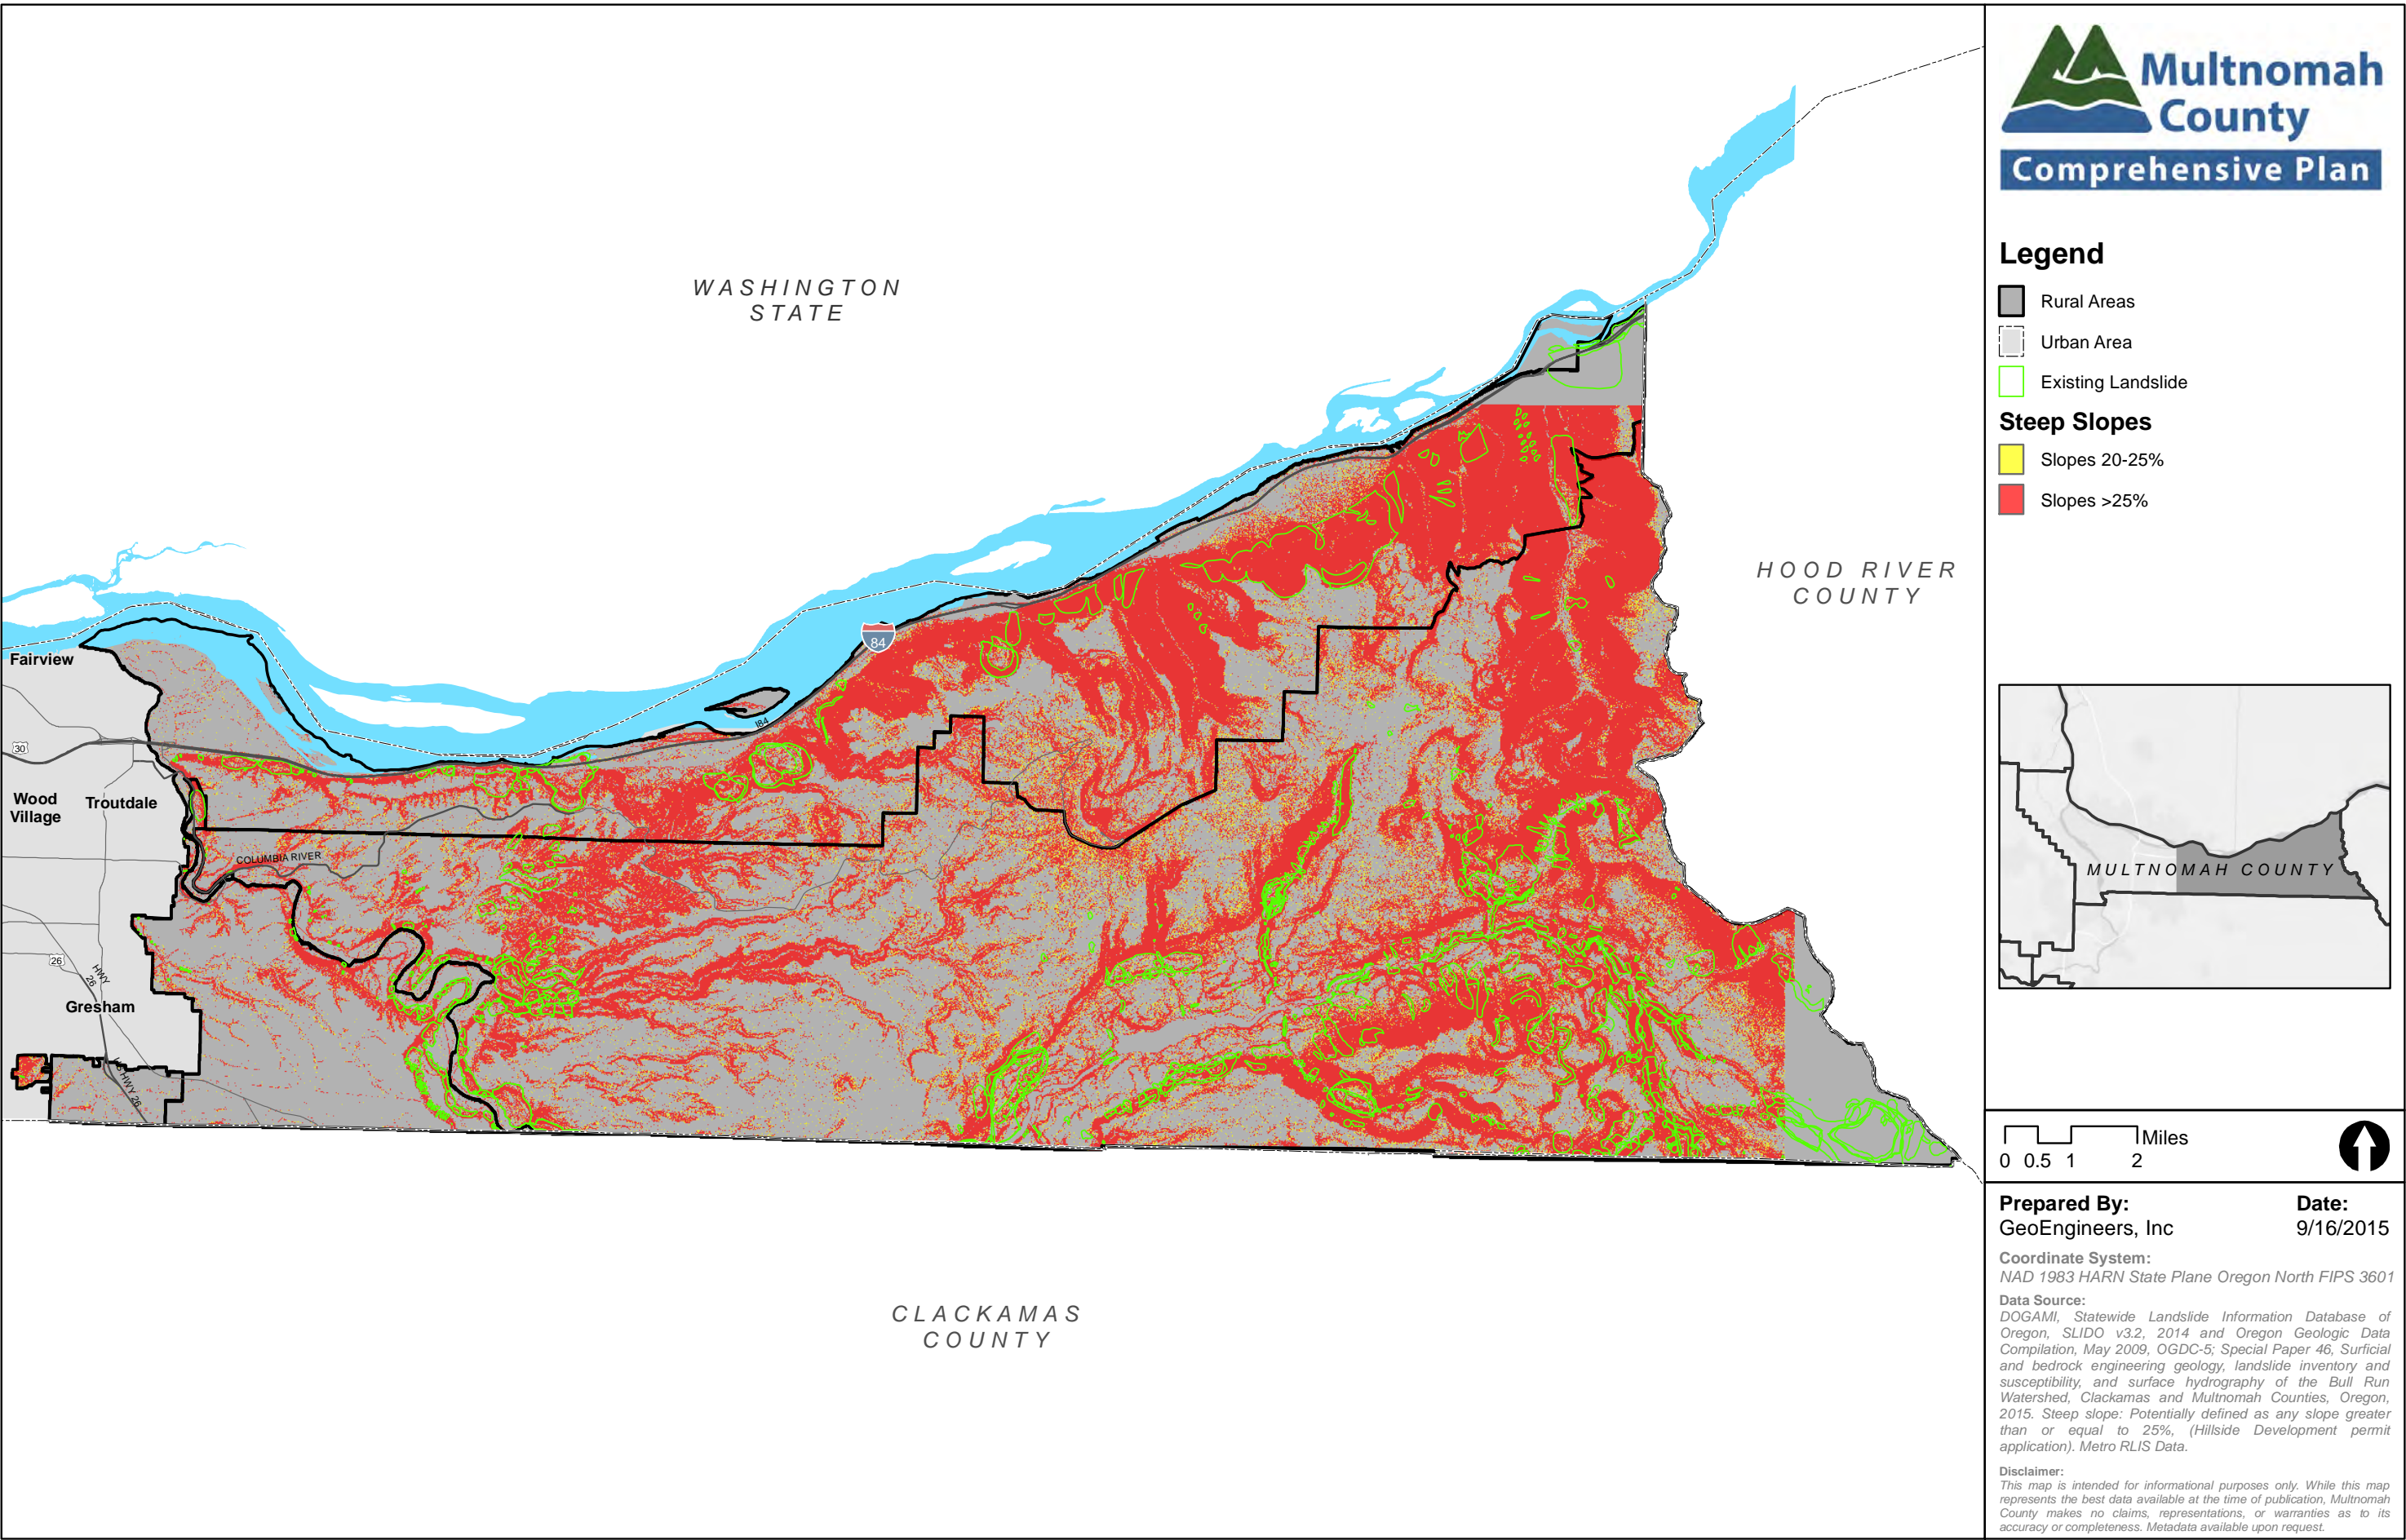 Multnomah
County
Comprehensive Plan
Legend
Rural Areas
Urban Area
Existing Landslide
Steep Slopes
Slopes 20-25%
Slopes >25%
WASHINGTON
STATE
HOOD RIVER
COUNTY
84
Fairview
I84
30
Wood
Village
Troutdale
COLUMBIA RIVER
26
HWY
26
Gresham
US HWY 26
CLACKAMAS
COUNTY
MULTNOMAH COUNTY
Miles
0 0.5 1 2
Prepared By:
GeoEngineers, Inc
Date:
9/16/2015
Coordinate System:
NAD 1983 HARN State Plane Oregon North FIPS 3601
Data Source:
DOGAMI, Statewide Landslide Information Database of
Oregon, SLIDO v3.2, 2014 and Oregon Geologic Data
Compilation, May 2009, OGDC-5; Special Paper 46, Surficial
and bedrock engineering geology, landslide inventory and
susceptibility, and surface hydrography of the Bull Run
Watershed, Clackamas and Multnomah Counties, Oregon,
2015. Steep slope: Potentially defined as any slope greater
than or equal to 25%, (Hillside Development permit
application). Metro RLIS Data.
Disclaimer:
This map is intended for informational purposes only. While this map
represents the best data available at the time of publication, Multnomah
County makes no claims, representations, or warranties as to its
accuracy or completeness. Metadata available upon request.